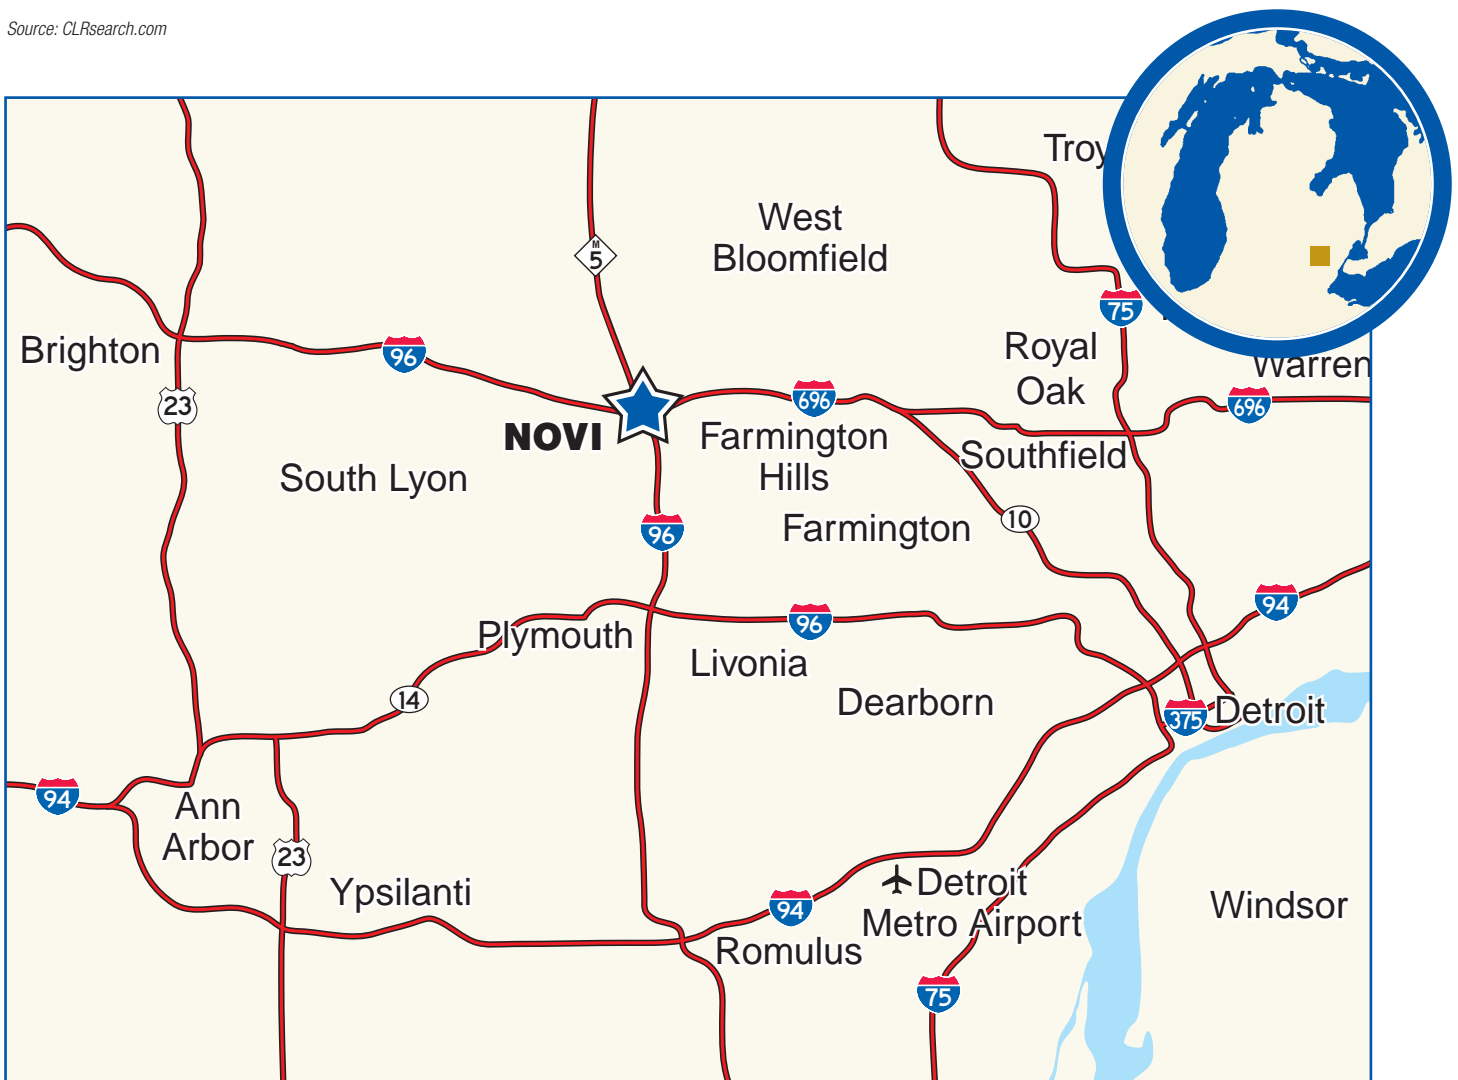 Source: CLRsearch.com
Troy
West
Bloomfield
M
5
75
Brighton
96
Royal
Oak
Warren
23
696
696
NOVI
Farmington
Hills
Southfield
South Lyon
Farmington
10
96
94
96
Plymouth
Livonia
14
Dearborn
375
Detroit
94
Ann
Arbor
23
Ypsilanti
94
Detroit
Metro Airport
Windsor
Romulus
75